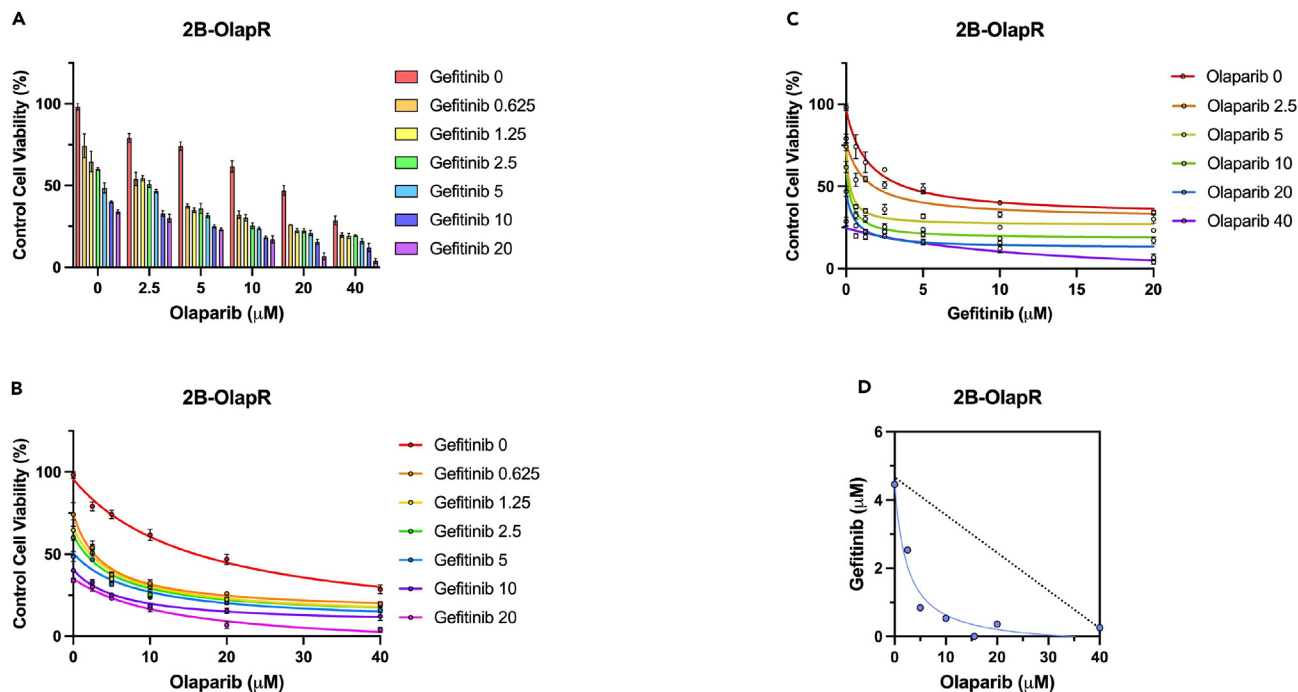 A
2B-OlapR
Control Cell Viability (%)
100
50
0
0 2.5 5 10 20 40
Olaparib (μM)
Gefitinib 0
Gefitinib 0.625
Gefitinib 1.25
Gefitinib 2.5
Gefitinib 5
Gefitinib 10
Gefitinib 20
C
2B-OlapR
Control Cell Viability (%)
100
50
0
0 5 10 15 20
Gefitinib (μM)
Olaparib 0
Olaparib 2.5
Olaparib 5
Olaparib 10
Olaparib 20
Olaparib 40
B
2B-OlapR
Control Cell Viability (%)
100
50
0
0 10 20 30 40
Olaparib (μM)
Gefitinib 0
Gefitinib 0.625
Gefitinib 1.25
Gefitinib 2.5
Gefitinib 5
Gefitinib 10
Gefitinib 20
D
2B-OlapR
Gefitinib (μM)
6
4
2
0
0 10 20 30 40
Olaparib (μM)